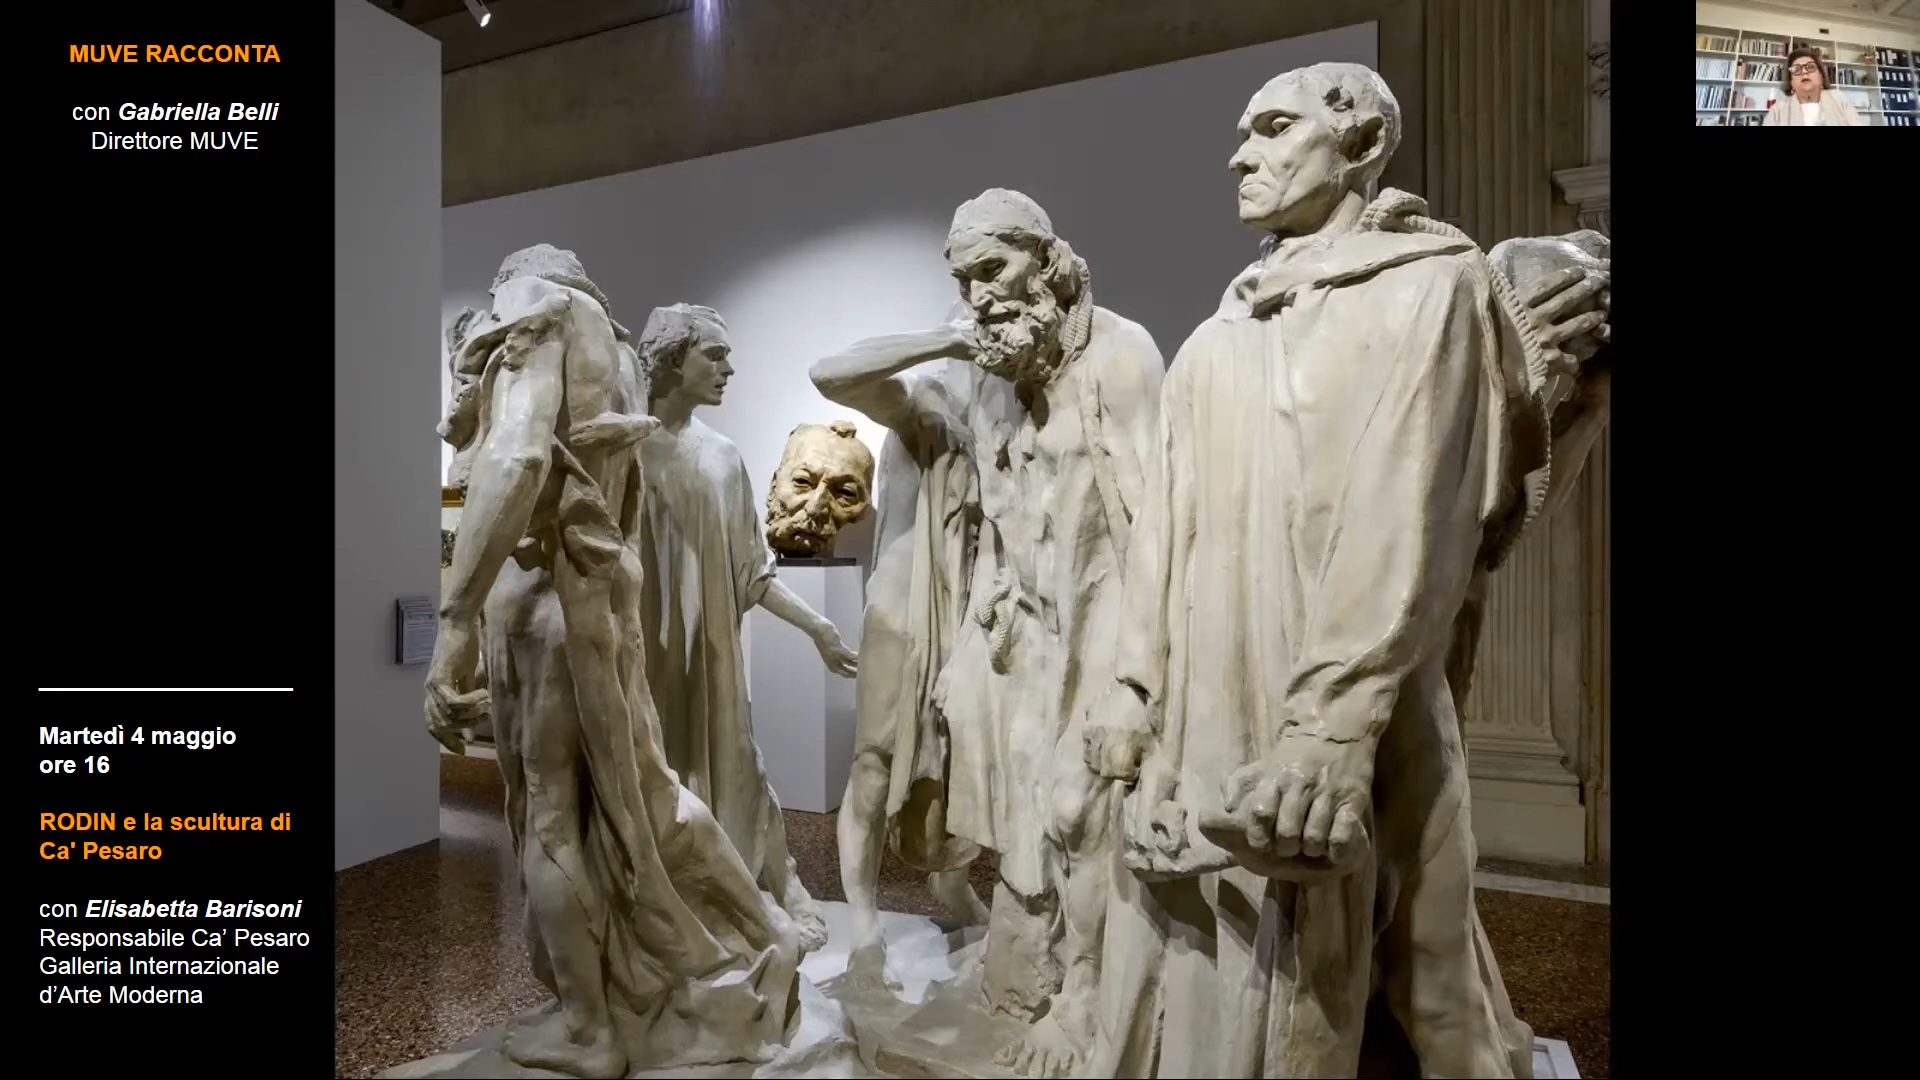 MUVE RACCONTA
con Gabriella Belli
Direttore MUVE
Martedì 4 maggio
ore 16
RODIN e la scultura di
Ca' Pesaro
con Elisabetta Barisoni
Responsabile Ca’ Pesaro
Galleria Internazionale
d’Arte Moderna